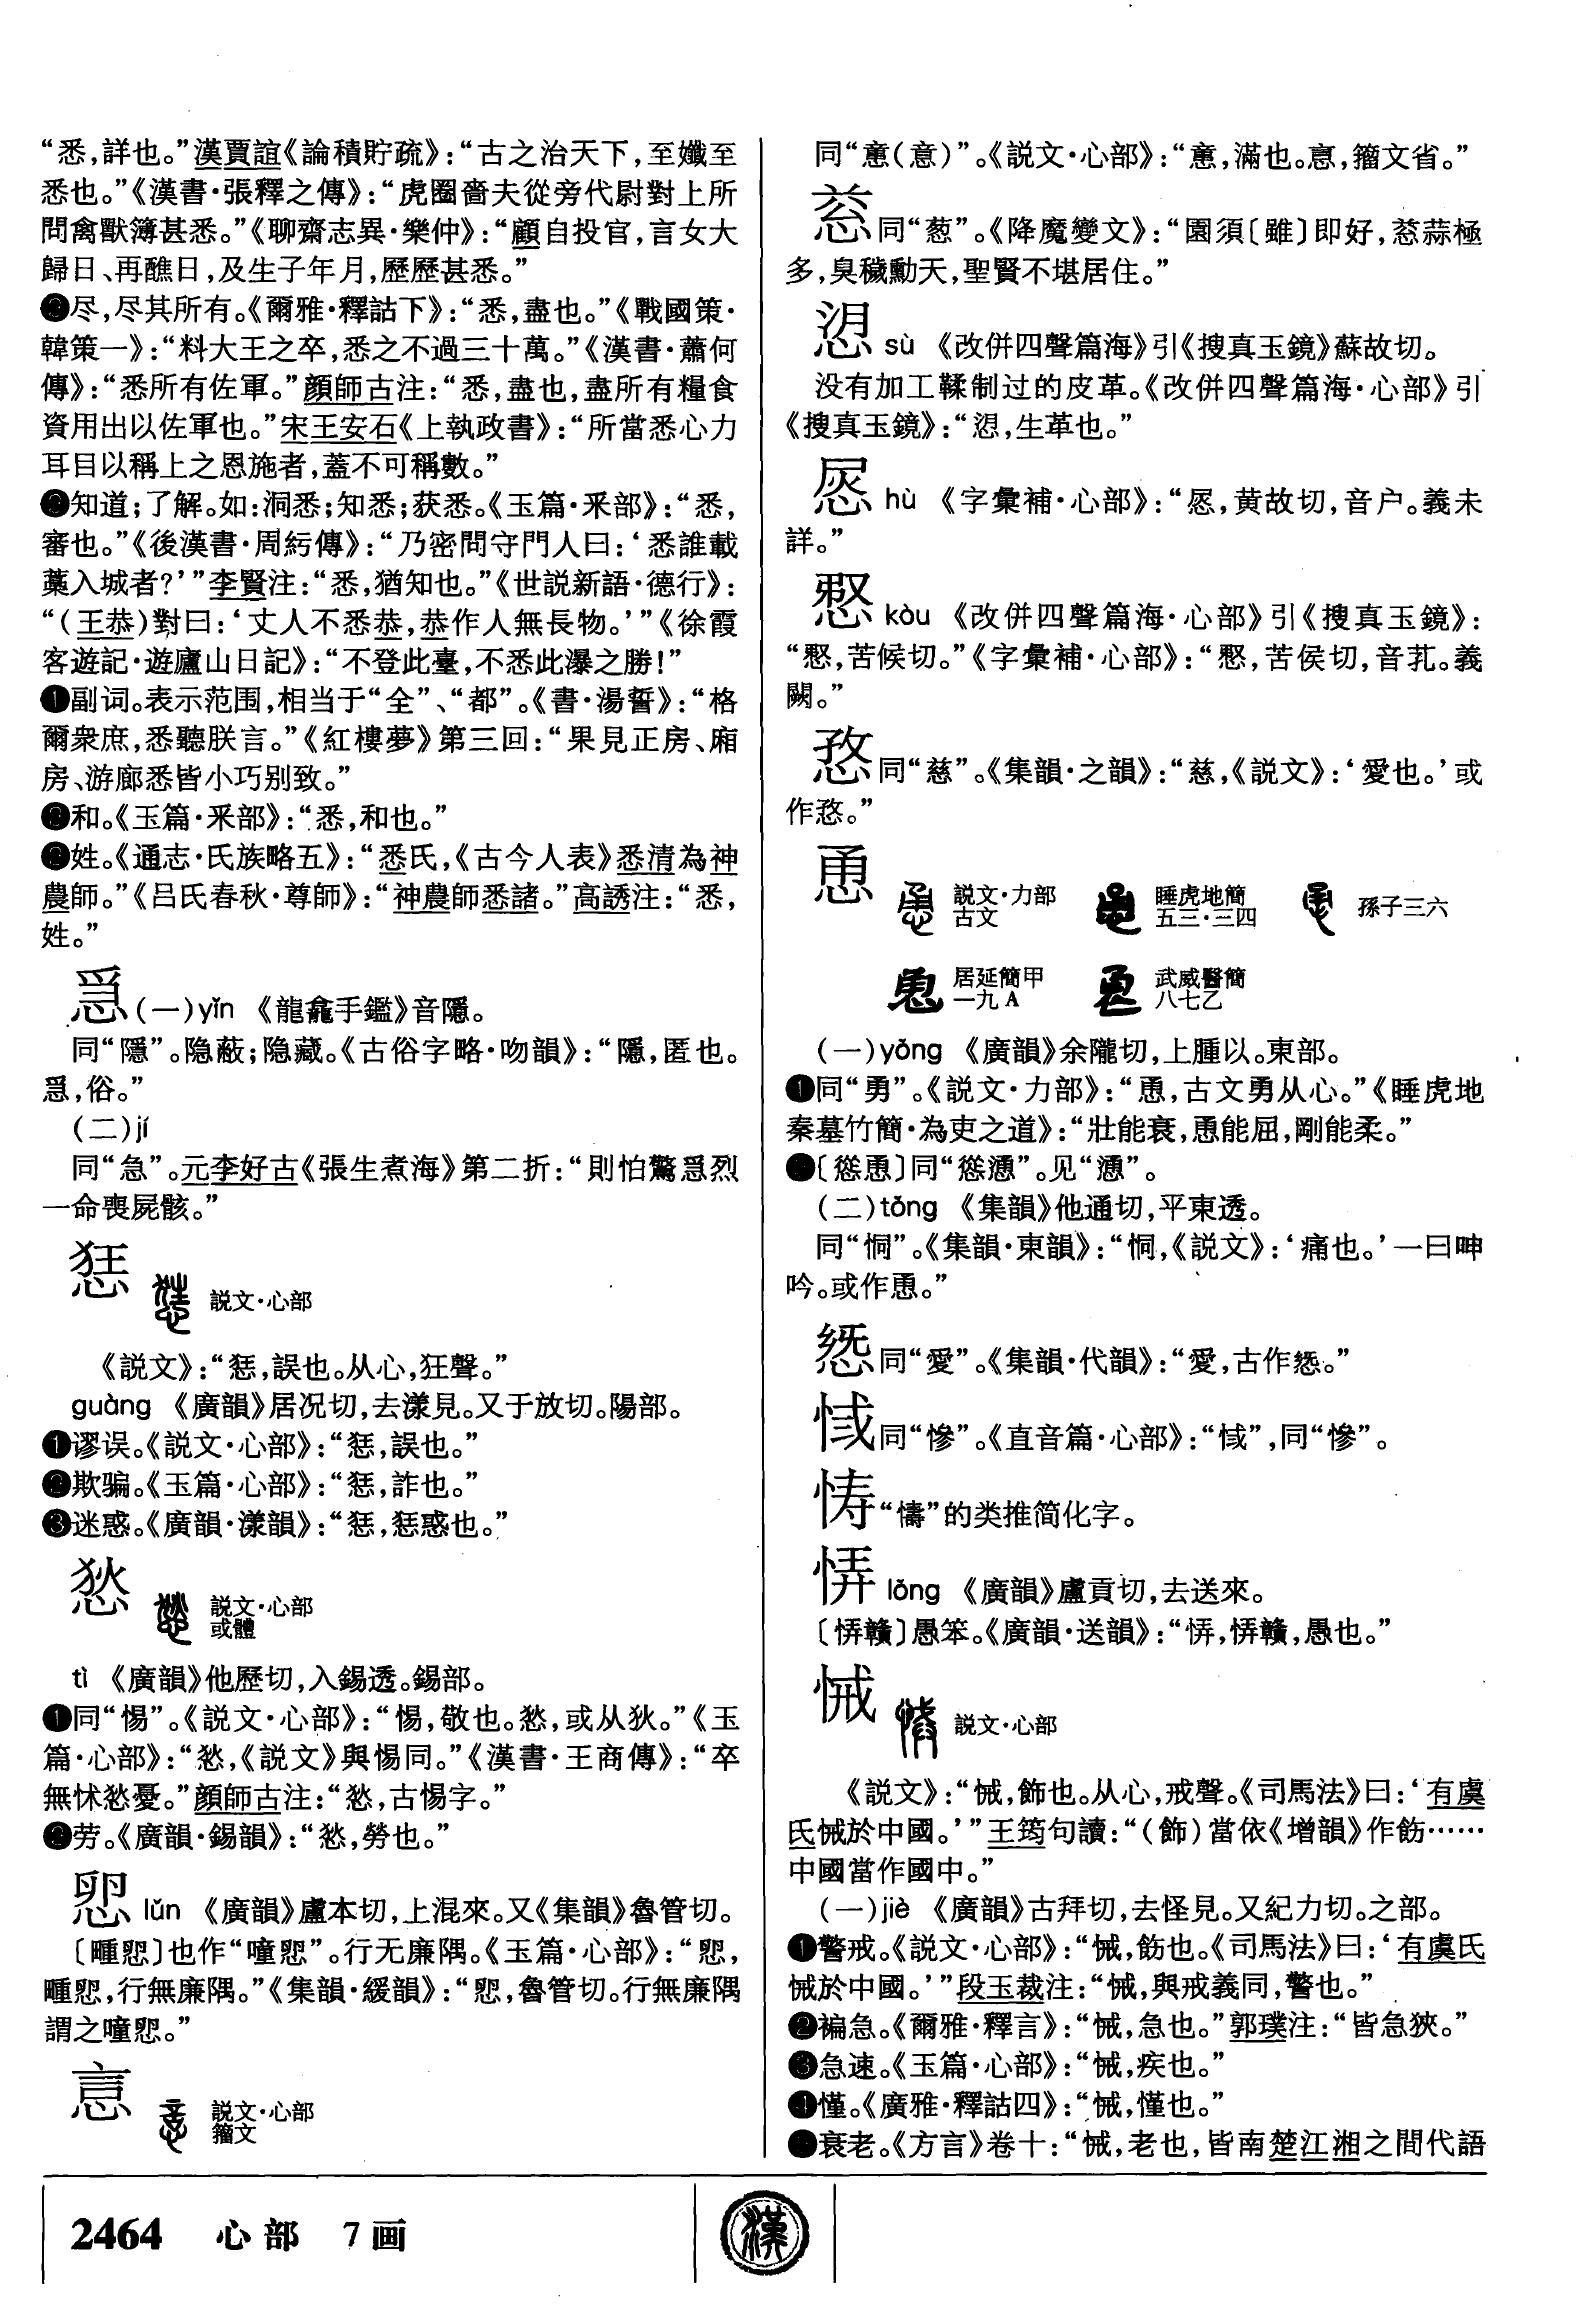 “悉，詳也。”漢賈誼《論積貯疏》：“古之治天下，至孅至
悉也。”《漢書·張釋之傳》：“虎圈嗇夫從旁代尉對上所
問禽獸簿甚悉。”《聊齋志異·樂仲》：“顧自投官，言女大
歸日、再醮日，及生子年月，歷歷甚悉。”
尽，尽其所有。《爾雅·釋詁下》：“悉，盡也。”《戰國策·
韓策一》：“料大王之卒，悉之不過三十萬。”《漢書·蕭何
傳》：“悉所有佐軍。”顔師古注：“悉，盡也，盡所有糧食
資用出以佐軍也。”宋王安石《上執政書》：“所當悉心力
耳目以稱上之恩施者，蓋不可稱數。”
知道；了解。如：洞悉；知悉；获悉。《玉篇·釆部》：“悉，
審也。”《後漢書·周紆傳》：“乃密問守門人曰：‘悉誰載
藁入城者？’”李賢注：“悉，猶知也。”《世説新語·德行》：
“（王恭）對曰：‘丈人不悉恭，恭作人無長物。’”《徐霞
客遊記·遊廬山日記》：“不登此臺，不悉此瀑之勝！”
❶副词。表示范围，相当于“全”、“都”。《書·湯誓》：“格
爾衆庶，悉聽朕言。”《紅樓夢》第三回：“果見正房、廂
房、游廊悉皆小巧别致。”
和。《玉篇·釆部》：“悉，和也。”
姓。《通志·氏族略五》：“悉氏，《古今人表》悉清為神
農師。”《吕氏春秋·尊師》：“神農師悉諸。”高誘注：“悉，
姓。”
㥯（一）yǐn 《龍龕手鑑》音隱。
同“隱”。隐蔽；隐藏。《古俗字略·吻韻》：“隱，匿也。
，俗。”
（二）jí
同“急”。元李好古《張生煮海》第二折：“則怕驚烈
一命喪屍骸。”
惩 説文·心部
《説文》：“，誤也。从心，狂聲。”
guàng 《廣韻》居况切，去漾見。又于放切。陽部。
❶谬误。《説文·心部》：“，誤也。”
❷欺骗。《玉篇·心部》：“，詐也。”
❸迷惑。《廣韻·漾韻》：“，惑也。”
悐 説文·心部
或體
tì 《廣韻》他歷切，入錫透。錫部。
❶同“惕”。《説文·心部》：“惕，敬也。悐，或从狄。”《玉
篇·心部》：“悐，《説文》與惕同。”《漢書·王商傳》：“卒
無怵悐憂。”顔師古注：“悐，古惕字。”
❷劳。《廣韻·錫韻》：“悐，勞也。”
lǔn 《廣韻》盧本切，上混來。又《集韻》魯管切。
〔畽〕也作“疃”。行无廉隅。《玉篇·心部》：“，
畽，行無廉隅。”《集韻·緩韻》：“，魯管切。行無廉隅
謂之疃。”
説文·心部
籀文
同“𢡃（意）”。《説文·心部》：“，滿也。，籀文省。”
同“葱”。《降魔變文》：“園須〔雖〕即好，蒜極
多，臭穢勳天，聖賢不堪居住。”
sù 《改併四聲篇海》引《搜真玉鏡》蘇故切。
没有加工鞣制过的皮革。《改併四聲篇海·心部》引
《搜真玉鏡》：“，生革也。”
hù 《字彙補·心部》：“，黄故切，音户。義未
詳。”
kòu 《改併四聲篇海·心部》引《搜真玉鏡》：
“，苦候切。”《字彙補·心部》：“，苦侯切，音。義
闕。”
同“慈”。《集韻·之韻》：“慈，《説文》：‘愛也。’或
作。”
恿 説文·力部
古文
睡虎地簡
五三·三四
孫子三六
居延簡甲
一九A
武威醫簡
八七乙
（一）yǒng 《廣韻》余隴切，上腫以。東部。
❶同“勇”。《説文·力部》：“恿，古文勇从心。”《睡虎地
秦墓竹簡·為吏之道》：“壯能衰，恿能屈，剛能柔。”
〔慫恿〕同“慫慂”。见“慂”。
（二）tǒng 《集韻》他通切，平東透。
同“恫”。《集韻·東韻》：“恫，《説文》：‘痛也。’一曰呻
吟。或作恿。”
同“愛”。《集韻·代韻》：“愛，古作。”
同“慘”。《直音篇·心部》：“”，同“慘”。
“懤”的类推简化字。
lǒng 《廣韻》盧貢切，去送來。
〔戇〕愚笨。《廣韻·送韻》：“，戇，愚也。”
悈 説文·心部
《説文》：“悈，飾也。从心，戒聲。《司馬法》曰：‘有虞
氏悈於中國。’”王筠句讀：“（飾）當依《增韻》作飭……
中國當作國中。”
（一）jiè 《廣韻》古拜切，去怪見。又紀力切。之部。
❶警戒。《説文·心部》：“悈，飭也。《司馬法》曰：‘有虞氏
悈於中國。’”段玉裁注：“悈，與戒義同，警也。”
❷褊急。《爾雅·釋言》：“悈，急也。”郭璞注：“皆急狹。”
❸急速。《玉篇·心部》：“悈，疾也。”
❹慬。《廣雅·釋詁四》：“悈，慬也。”
衰老。《方言》卷十：“悈，老也，皆南楚江湘之間代語
2464 心部 7画
漢